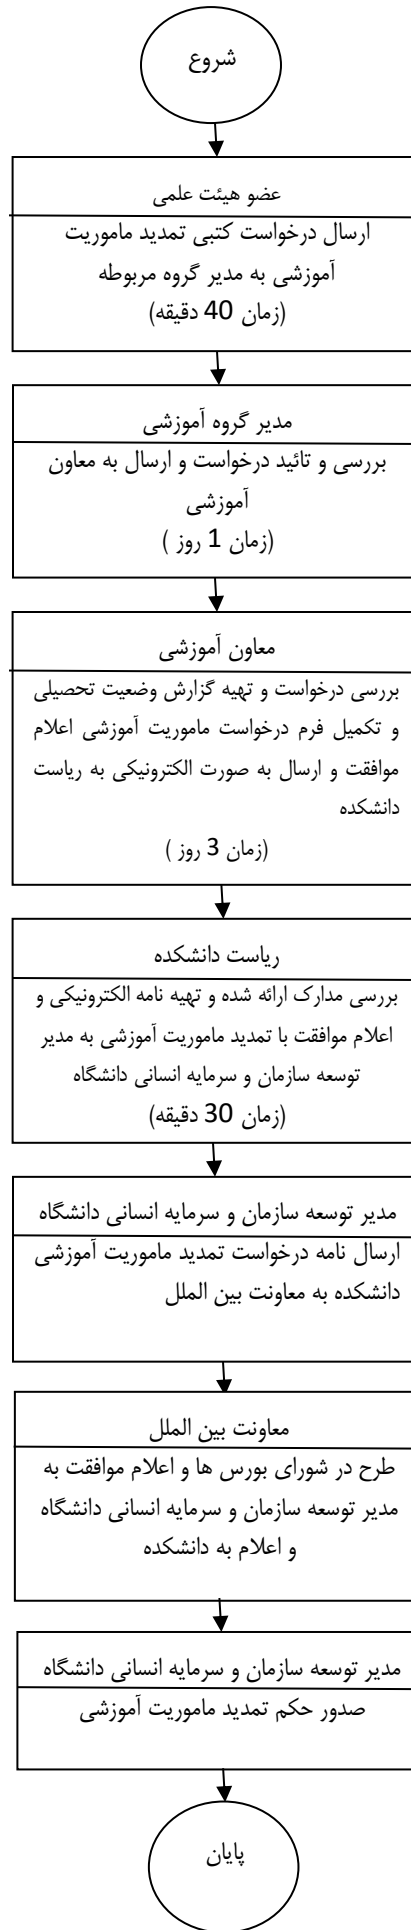 شروع
عضو هیئت علمی
ارسال درخواست کتبی تمدید ماموریت
آموزشی به مدیر گروه مربوطه
(زمان 40 دقیقه)
مدیر گروه آموزشی
بررسی و تائید درخواست و ارسال به معاون
آموزشی
(زمان 1 روز )
معاون آموزشی
بررسی درخواست و تهیه گزارش وضعیت تحصیلی
و تکمیل فرم درخواست ماموریت آموزشی اعلام
موافقت و ارسال به صورت الکترونیکی به ریاست
دانشکده
(زمان 3 روز )
ریاست دانشکده
بررسی مدارک ارائه شده و تهیه نامه الکترونیکی و
اعلام موافقت با تمدید ماموریت آموزشی به مدیر
توسعه سازمان و سرمایه انسانی دانشگاه
(زمان 30 دقیقه)
مدیر توسعه سازمان و سرمایه انسانی دانشگاه
ارسال نامه درخواست تمدید ماموریت آموزشی
دانشکده به معاونت بین الملل
معاونت بین الملل
طرح در شورای بورس ها و اعلام موافقت به
مدیر توسعه سازمان و سرمایه انسانی دانشگاه
و اعلام به دانشکده
مدیر توسعه سازمان و سرمایه انسانی دانشگاه
صدور حکم تمدید ماموریت آموزشی
پایان